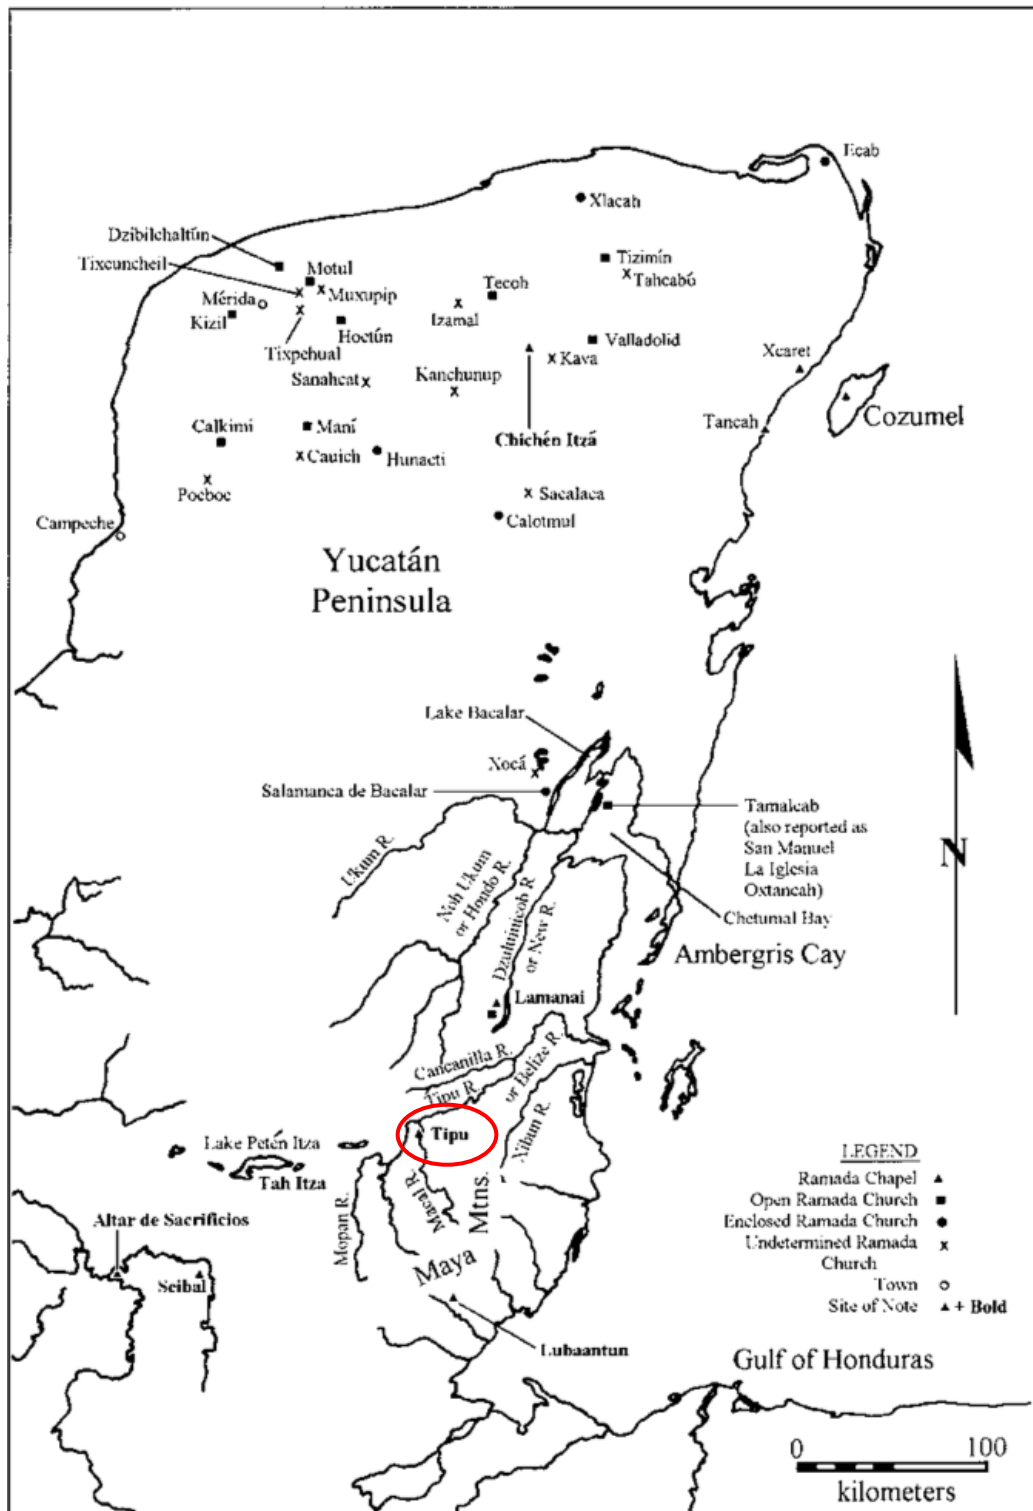 Ecab
Xlacah
Dzibilchaltún
Tixcuncheil
Motul
Muxupip
Mérida
Kizil
Tixpehual
Hoctún
Tecoh
Izamal
Tizimín
Tahcabó
Valladolid
Kava
Xcaret
Sanahcat
Kanchunup
Chichén Itzá
Tancah
Cozumel
Calkimi
Maní
Cauich
Hunacti
Pocboc
Sacalaca
Calotmul
Campeche
Yucatán
Peninsula
Lake Bacalar
Xocá
Salamanca de Bacalar
Tamalcab
(also reported as
San Manuel
La Iglesia
Oxtancah)
Ukum R.
Noh Ukum
or Hondo R.
Dzuluinicob R
or New R.
N
Chetumal Bay
Ambergris Cay
Lamanai
Cancanilla R.
Tipu R.
or Belize R.
Xibun R.
Tipu
Lake Petén Itza
Tah Itza
Macal R.
Mopan R.
Maya
Mtns.
Altar de Sacrificios
Seibal
Lubaantun
LEGEND
Ramada Chapel
Open Ramada Church
Enclosed Ramada Church
Undetermined Ramada
Church
Town
Site of Note + Bold
Gulf of Honduras
0 100
kilometers